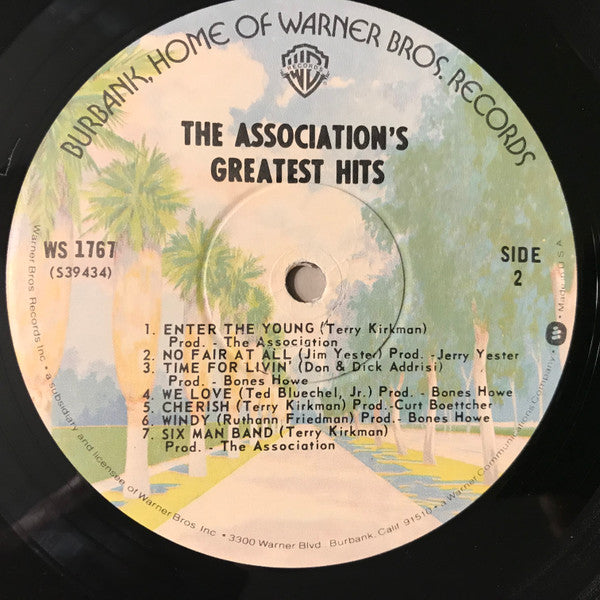 BURBANK, HOME OF WARNER BROS. RECORDS
RECORDS
THE ASSOCIATION'S
GREATEST HITS
WS 1767
(S39434)
SIDE
2
1. ENTER THE YOUNG (Terry Kirkman)
Prod. - The Association
2. NO FAIR AT ALL (Jim Yester) Prod. - Jerry Yester
3. TIME FOR LIVIN' (Don & Dick Addrisi)
Prod. - Bones Howe
4. WE LOVE (Ted Bluechel, Jr.) Prod. - Bones Howe
5. CHERISH (Terry Kirkman) Prod.-Curt Boettcher
6. WINDY (Ruthann Friedman) Prod. - Bones Howe
7. SIX MAN BAND (Terry Kirkman)
Prod. - The Association
Warner Bros. Records Inc. • a subsidiary and licensee of Warner Bros. Inc. • 3300 Warner Blvd., Burbank, Calif. 91510 • a Warner Communications Company • Made in U.S.A.